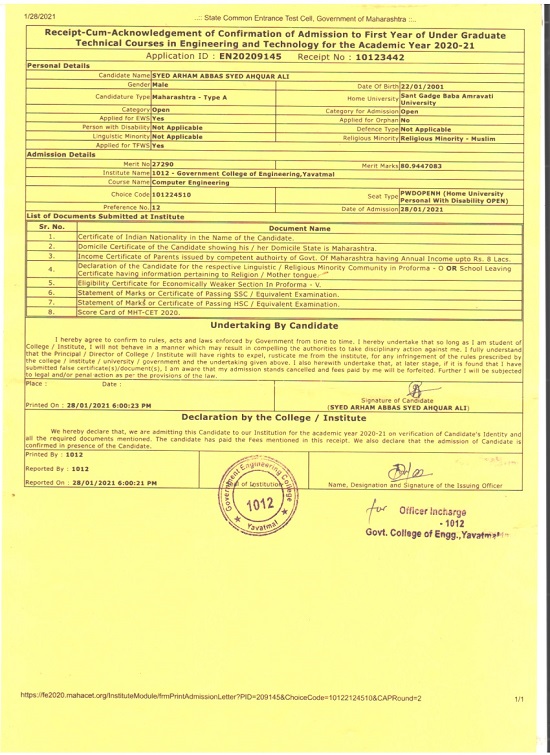 1/28/2021
..:: State Common Entrance Test Cell, Government of Maharashtra ::..
Receipt-Cum-Acknowledgement of Confirmation of Admission to First Year of Under Graduate
Technical Courses in Engineering and Technology for the Academic Year 2020-21
Application ID : EN20209145 Receipt No : 10123442
Personal Details
Candidate Name SYED ARHAM ABBAS SYED AHQUAR ALI
Gender Male Date Of Birth 22/01/2001
Candidature Type Maharashtra - Type A Home University Sant Gadge Baba Amravati
University
Category Open Category for Admission Open
Applied for EWS Yes Applied for Orphan No
Person with Disability Not Applicable Defence Type Not Applicable
Linguistic Minority Not Applicable Religious Minority Religious Minority - Muslim
Applied for TFWS Yes
Admission Details
Merit No 27290 Merit Marks 80.9447083
Institute Name 1012 - Government College of Engineering,Yavatmal
Course Name Computer Engineering
Choice Code 101224510 Seat Type PWDOPENH (Home University
Personal With Disability OPEN)
Preference No. 12 Date of Admission 28/01/2021
List of Documents Submitted at Institute
Sr. No. Document Name
1. Certificate of Indian Nationality in the Name of the Candidate.
2. Domicile Certificate of the Candidate showing his / her Domicile State is Maharashtra.
3. Income Certificate of Parents issued by competent authoirty of Govt. Of Maharashtra having Annual Income upto Rs. 8 Lacs.
4. Declaration of the Candidate for the respective Linguistic / Religious Minority Community in Proforma - O OR School Leaving
Certificate having information pertaining to Religion / Mother tongue.
5. Eligibility Certificate for Economically Weaker Section In Proforma - V.
6. Statement of Marks or Certificate of Passing SSC / Equivalent Examination.
7. Statement of Marks or Certificate of Passing HSC / Equivalent Examination.
8. Score Card of MHT-CET 2020.
Undertaking By Candidate
I hereby agree to confirm to rules, acts and laws enforced by Government from time to time. I hereby undertake that so long as I am student of
College / Institute, I will not behave in a manner which may result in compelling the authorities to take disciplinary action against me. I fully understand
that the Principal / Director of College / Institute will have rights to expel, rusticate me from the institute, for any infringement of the rules prescribed by
the college / institute / university / government and the undertaking given above. I also herewith undertake that, at later stage, if it is found that I have
submitted false certificate(s)/document(s), I am aware that my admission stands cancelled and fees paid by me will be forfeited. Further I will be subjected
to legal and/or penal action as per the provisions of the law.
Place : Date :
Printed On : 28/01/2021 6:00:23 PM
Signature of Candidate
(SYED ARHAM ABBAS SYED AHQUAR ALI)
Declaration by the College / Institute
We hereby declare that, we are admitting this Candidate to our Institution for the academic year 2020-21 on verification of Candidate's Identity and
all the required documents mentioned. The candidate has paid the Fees mentioned in this receipt. We also declare that the admission of Candidate is
confirmed in presence of the Candidate.
Printed By : 1012
Reported By : 1012
Reported On : 28/01/2021 6:00:21 PM
of Institution
Government Engineering College
1012
Yavatmal
Name, Designation and Signature of the Issuing Officer
for Officer Incharge
- 1012
Govt. College of Engg.,Yavatmal
https://fe2020.mahacet.org/InstituteModule/frmPrintAdmissionLetter?PID=209145&ChoiceCode=10122124510&CAPRound=2
1/1